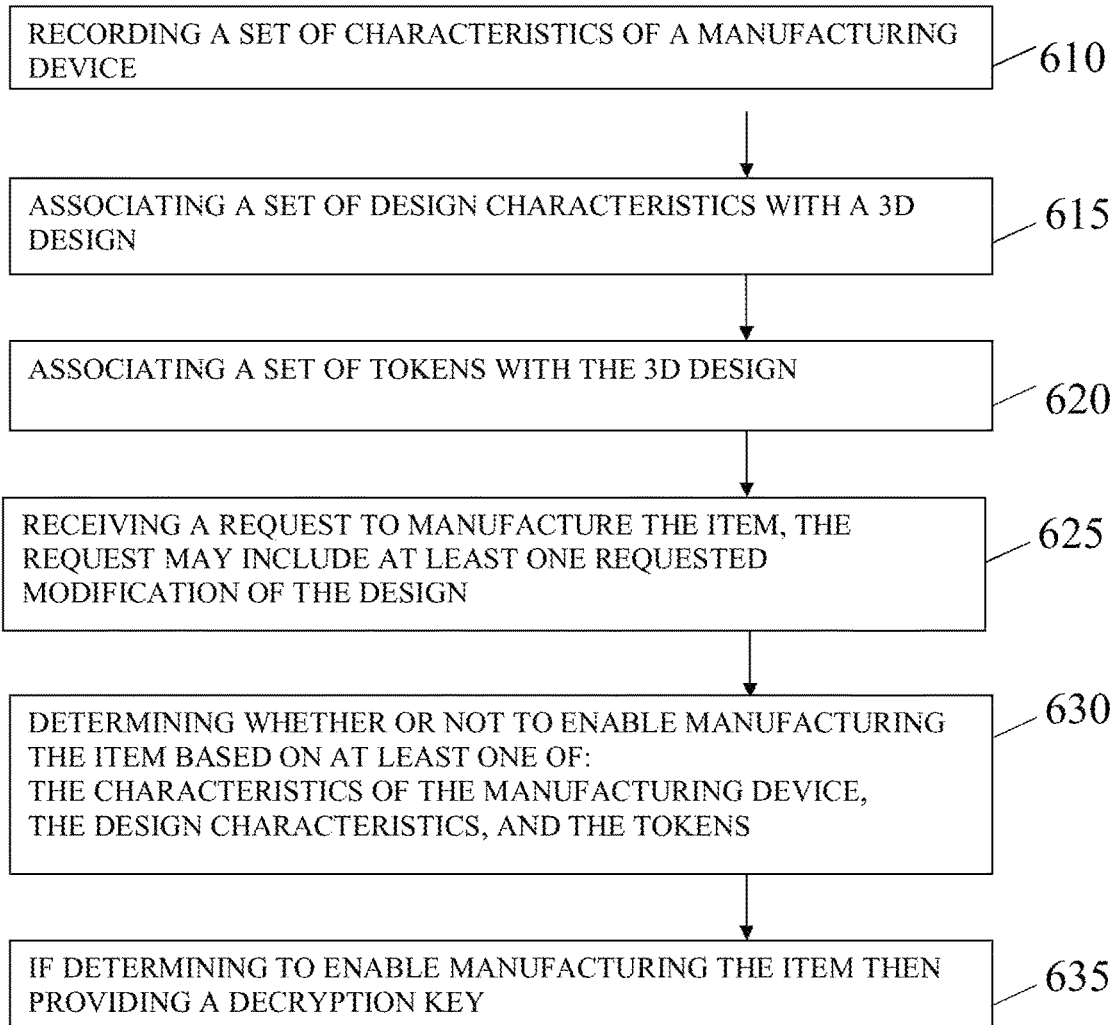 RECORDING A SET OF CHARACTERISTICS OF A MANUFACTURING
DEVICE
610
ASSOCIATING A SET OF DESIGN CHARACTERISTICS WITH A 3D
DESIGN
615
ASSOCIATING A SET OF TOKENS WITH THE 3D DESIGN
620
RECEIVING A REQUEST TO MANUFACTURE THE ITEM, THE
REQUEST MAY INCLUDE AT LEAST ONE REQUESTED
MODIFICATION OF THE DESIGN
625
DETERMINING WHETHER OR NOT TO ENABLE MANUFACTURING
THE ITEM BASED ON AT LEAST ONE OF:
THE CHARACTERISTICS OF THE MANUFACTURING DEVICE,
THE DESIGN CHARACTERISTICS, AND THE TOKENS
630
IF DETERMINING TO ENABLE MANUFACTURING THE ITEM THEN
PROVIDING A DECRYPTION KEY
635